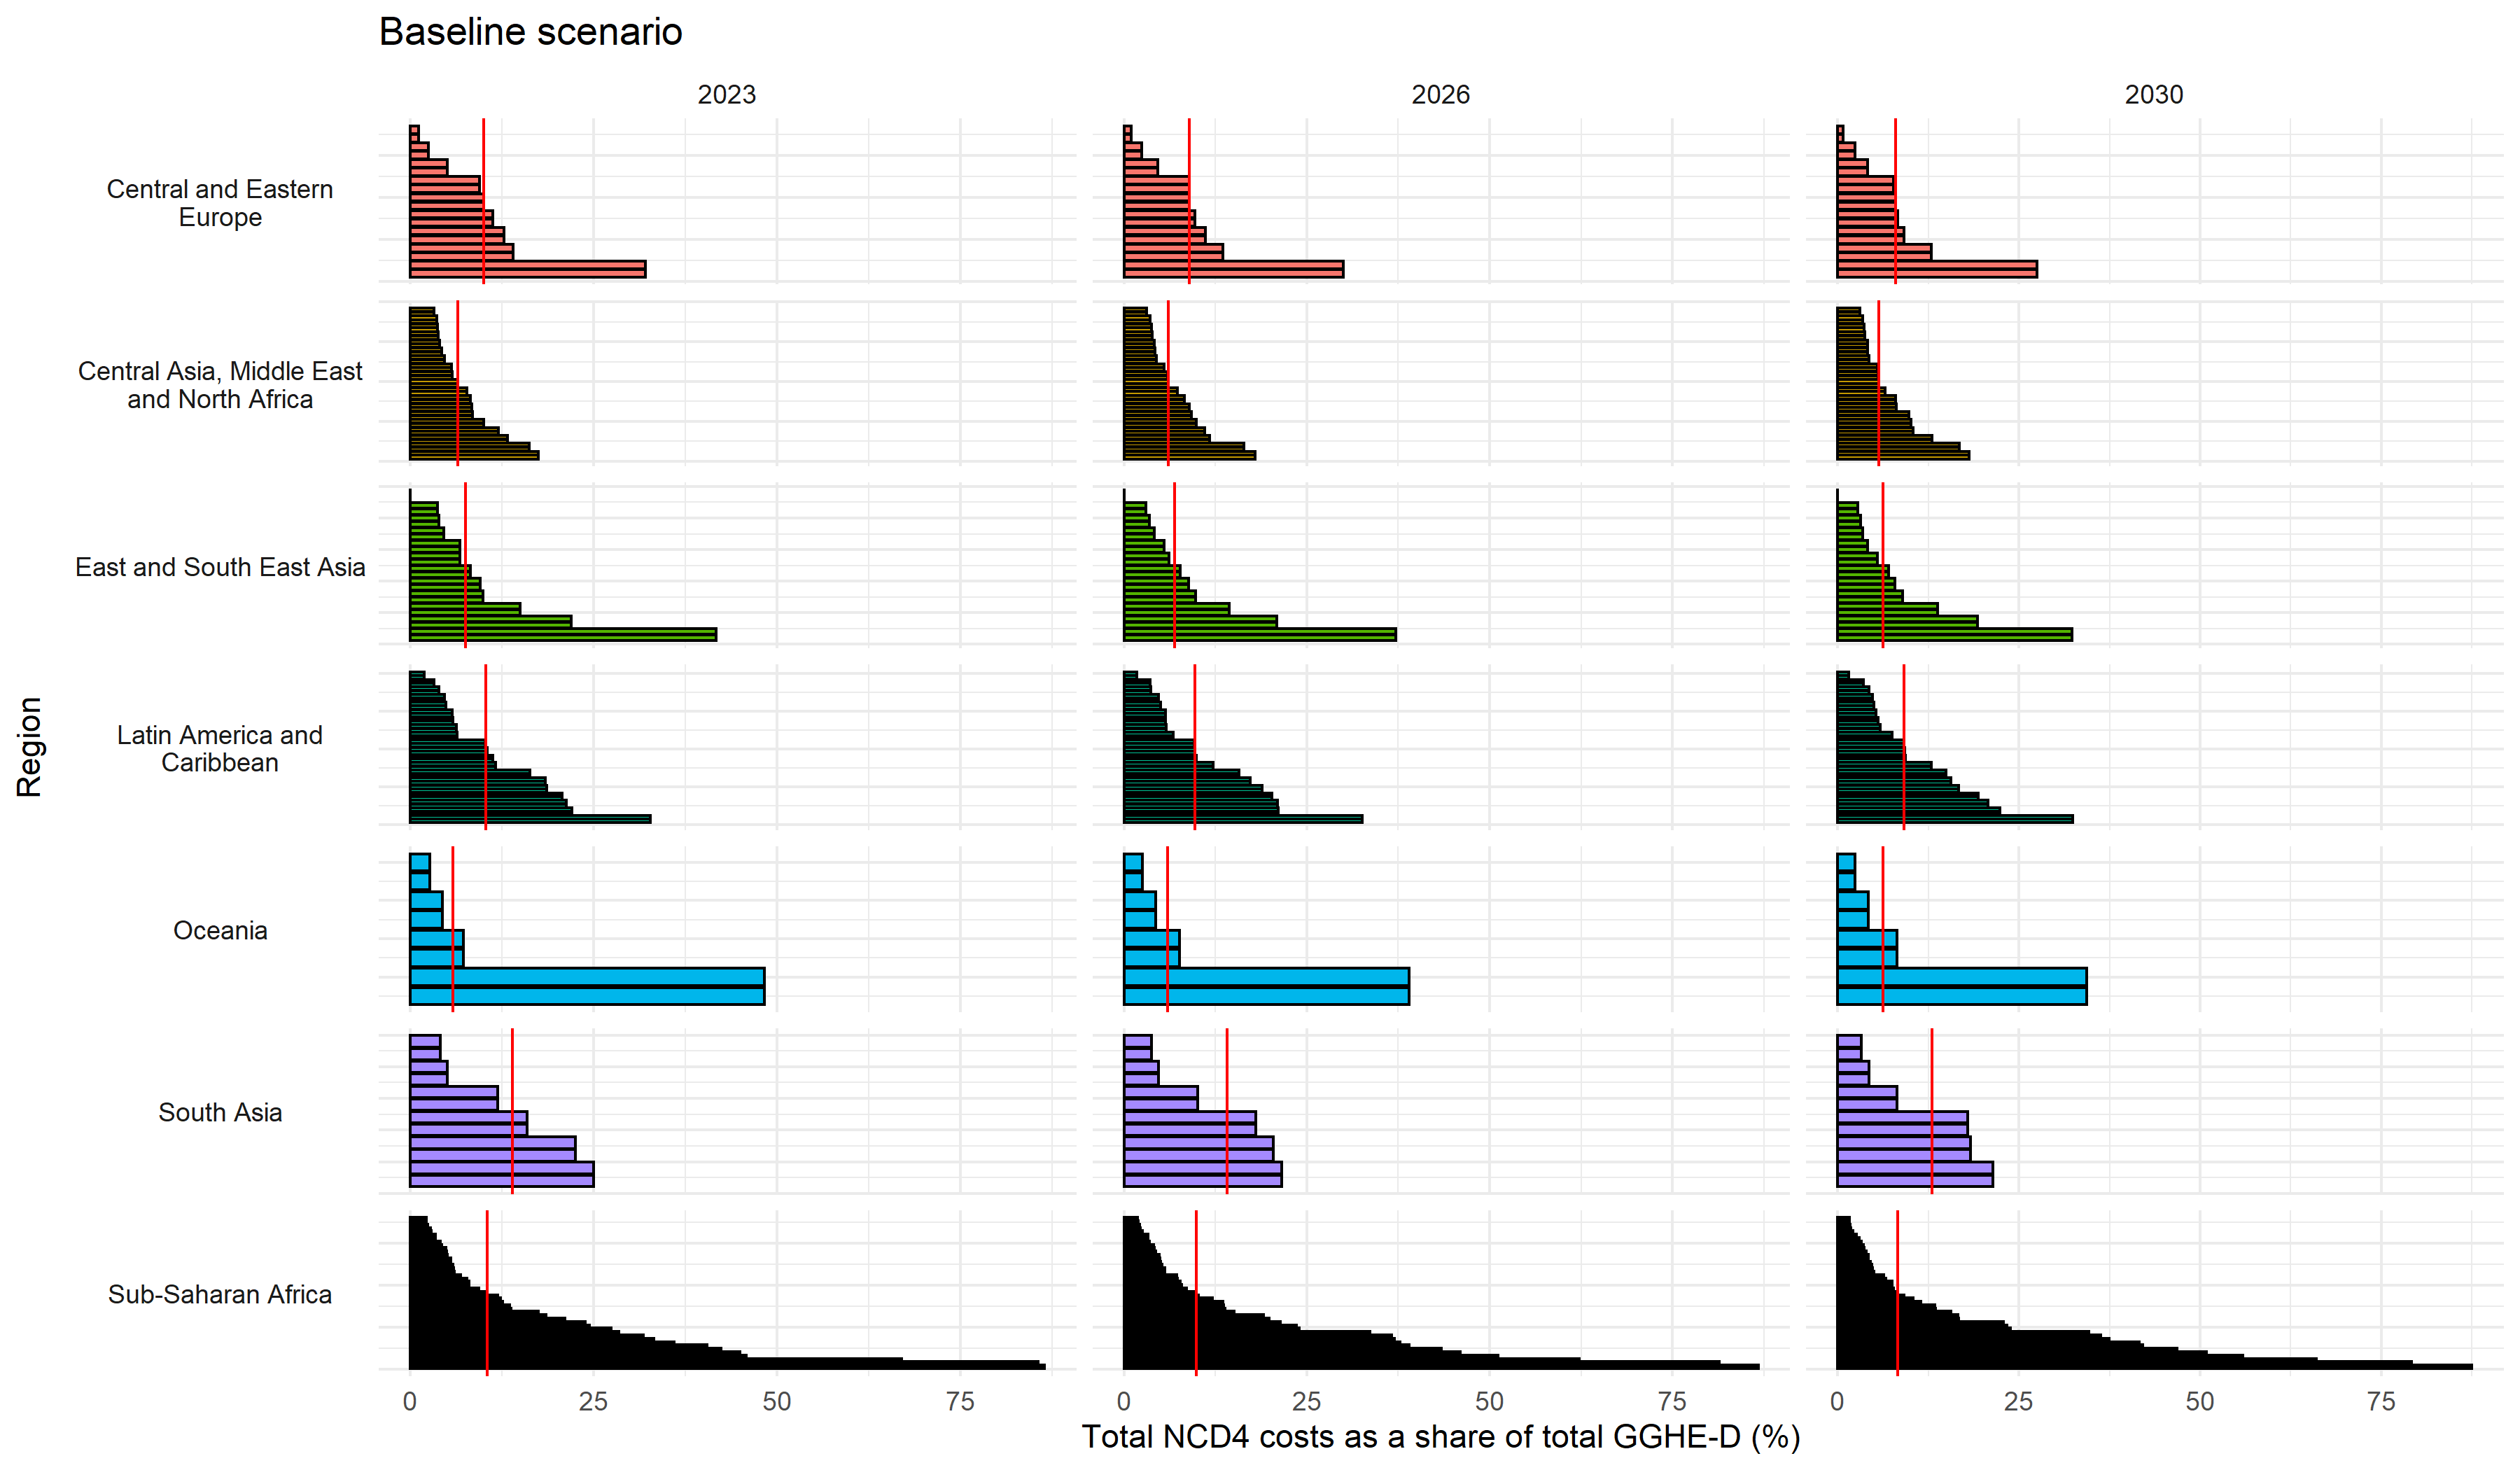 Baseline scenario
2023
2026
2030
Region
Central and Eastern
Europe
Central Asia, Middle East
and North Africa
East and South East Asia
Latin America and
Caribbean
Oceania
South Asia
Sub-Saharan Africa
0 25 50 75
0 25 50 75
0 25 50 75
Total NCD4 costs as a share of total GGHE-D (%)